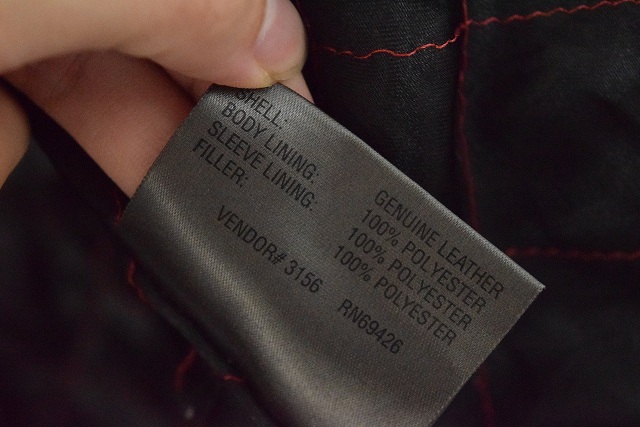 SHELL: GENUINE LEATHER
BODY LINING: 100% POLYESTER
SLEEVE LINING: 100% POLYESTER
FILLER: 100% POLYESTER
VENDOR# 3156 RN69426